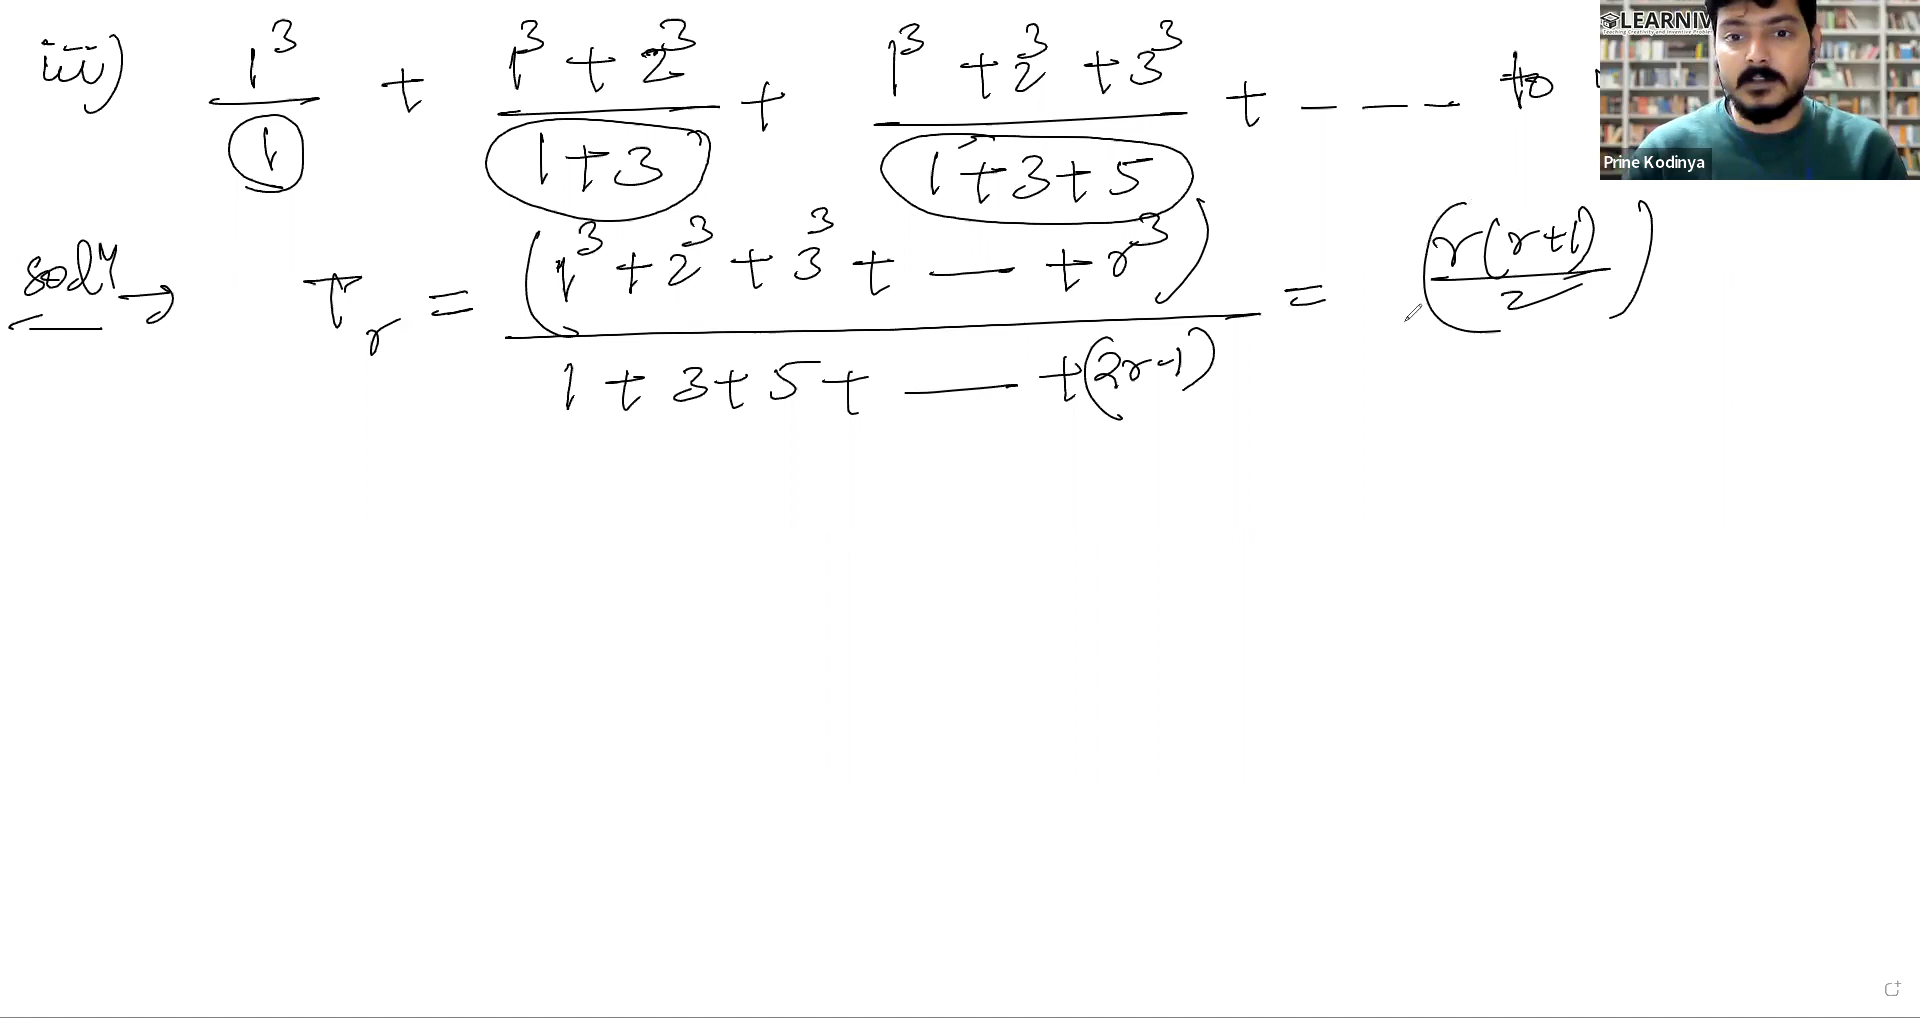 iii) 1³/1 + (1³ + 2³)/(1 + 3) + (1³ + 2³ + 3³)/(1 + 3 + 5) + - - - - to
LEARNIV
Prine Kodinya
solⁿ → Tᵣ = (1³ + 2³ + 3³ + — + r³)/(1 + 3 + 5 + — + (2r-1)) = (r(r+1)/2)